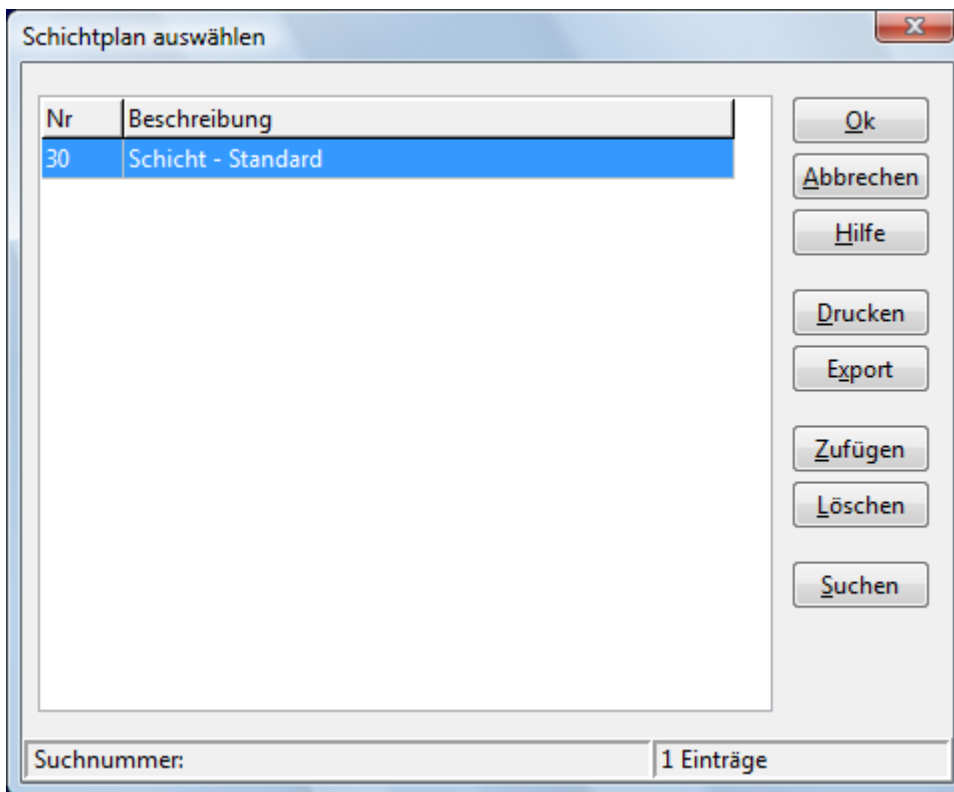 Schichtplan auswählen
Nr Beschreibung
30 Schicht - Standard
Ok
Abbrechen
Hilfe
Drucken
Export
Zufügen
Löschen
Suchen
Suchnummer: 1 Einträge